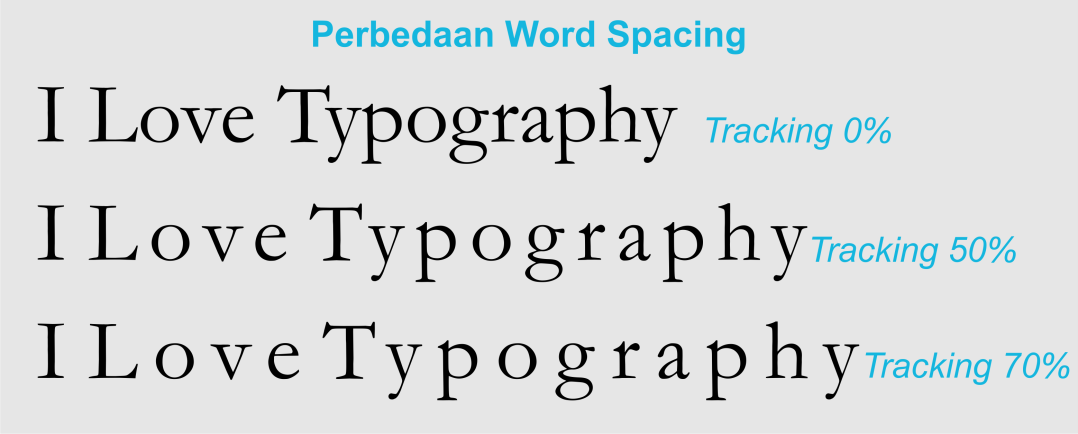 Perbedaan Word Spacing
I Love Typography Tracking 0%
I Love Typography Tracking 50%
I Love Typography Tracking 70%